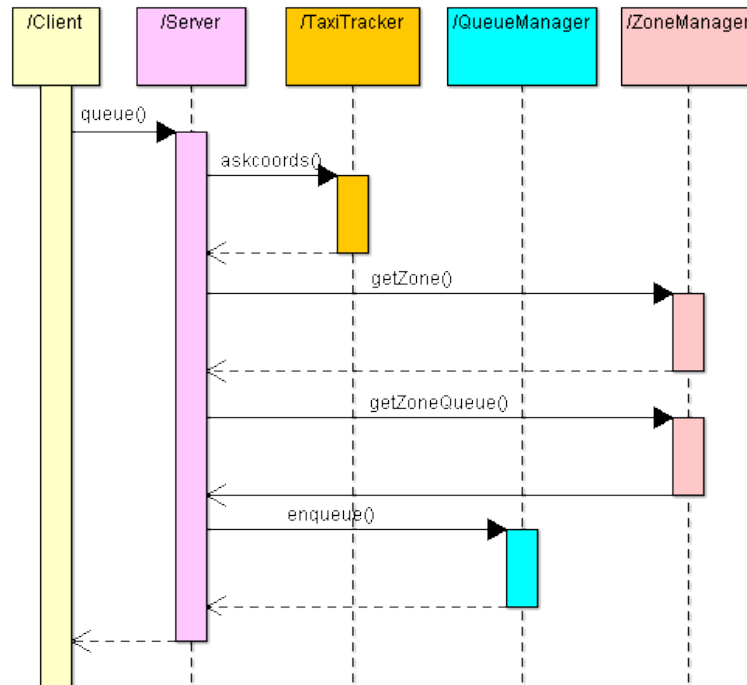 /Client
/Server
/TaxiTracker
/QueueManager
/ZoneManager
queue()
askcoords()
getZone()
getZoneQueue()
enqueue()